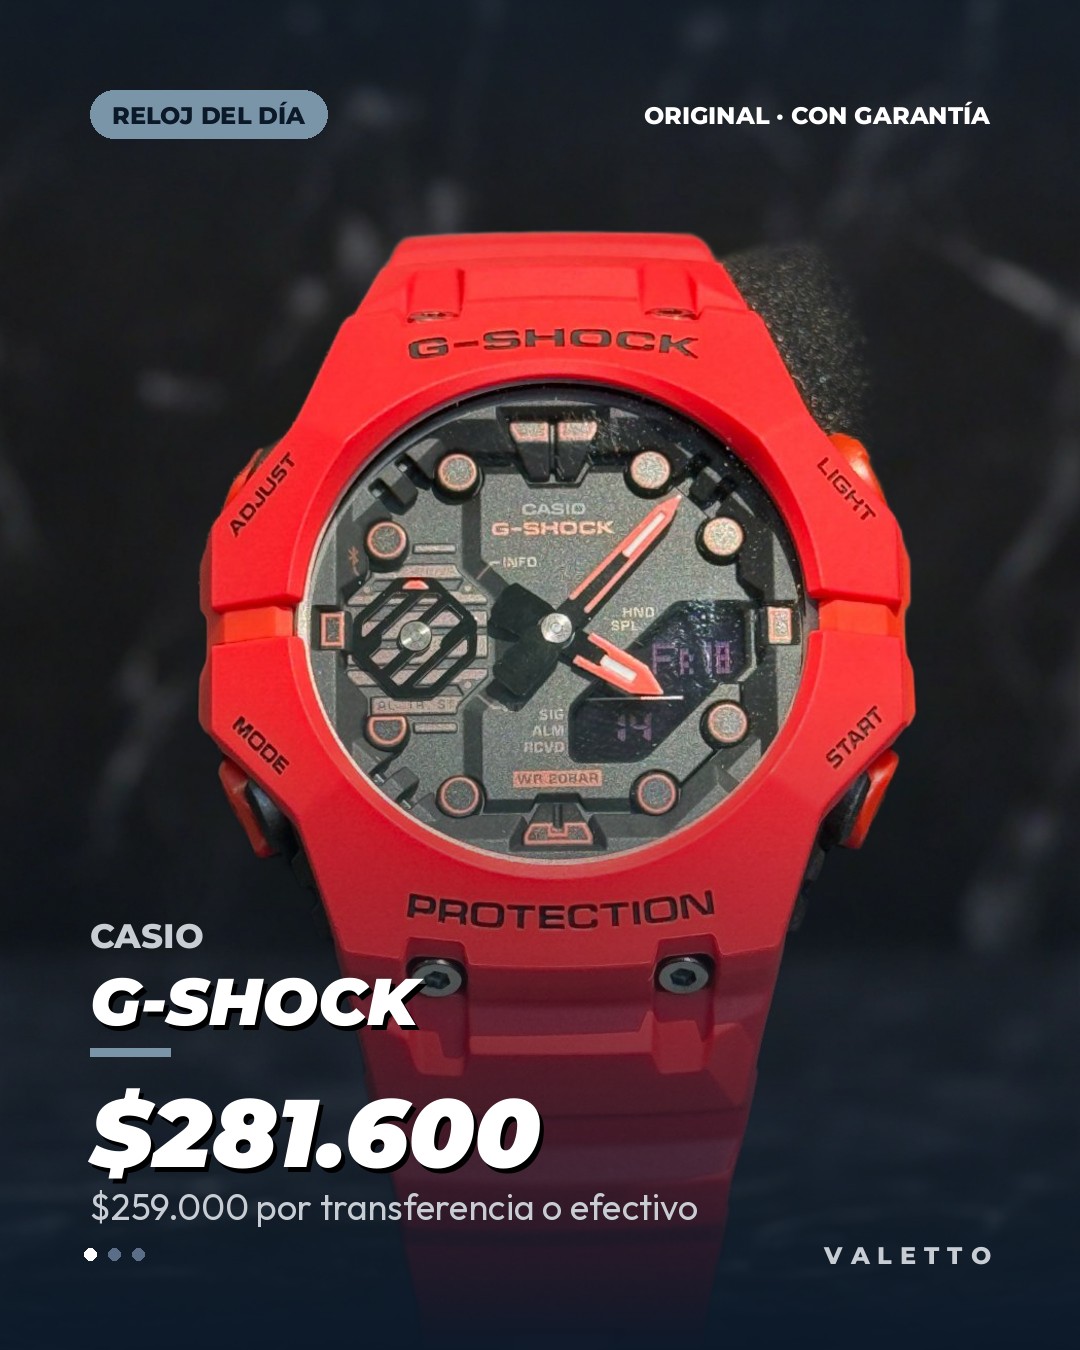 RELOJ DEL DÍA
ORIGINAL · CON GARANTÍA
G-SHOCK
ADJUST
LIGHT
CASIO
G-SHOCK
INFO
HND
SPL
14
SIG
ALM
RCVD
WR 20BAR
MODE
START
PROTECTION
CASIO
G-SHOCK
$281.600
$259.000 por transferencia o efectivo
VALETTO